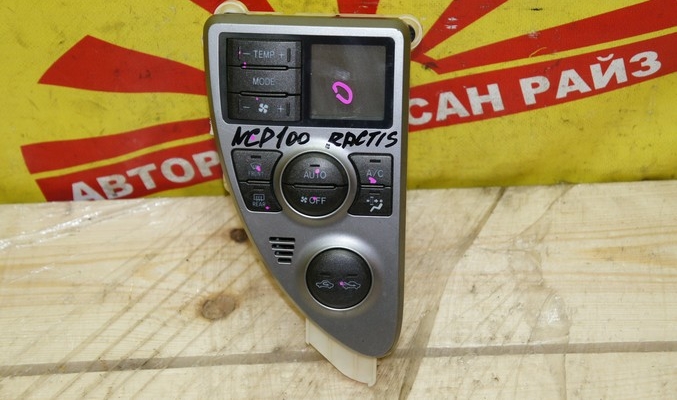 САН РАЙЗ
АВТОР
- TEMP +
MODE
- +
NCP100 RACTIS
AUTO
A/C
REAR
OFF